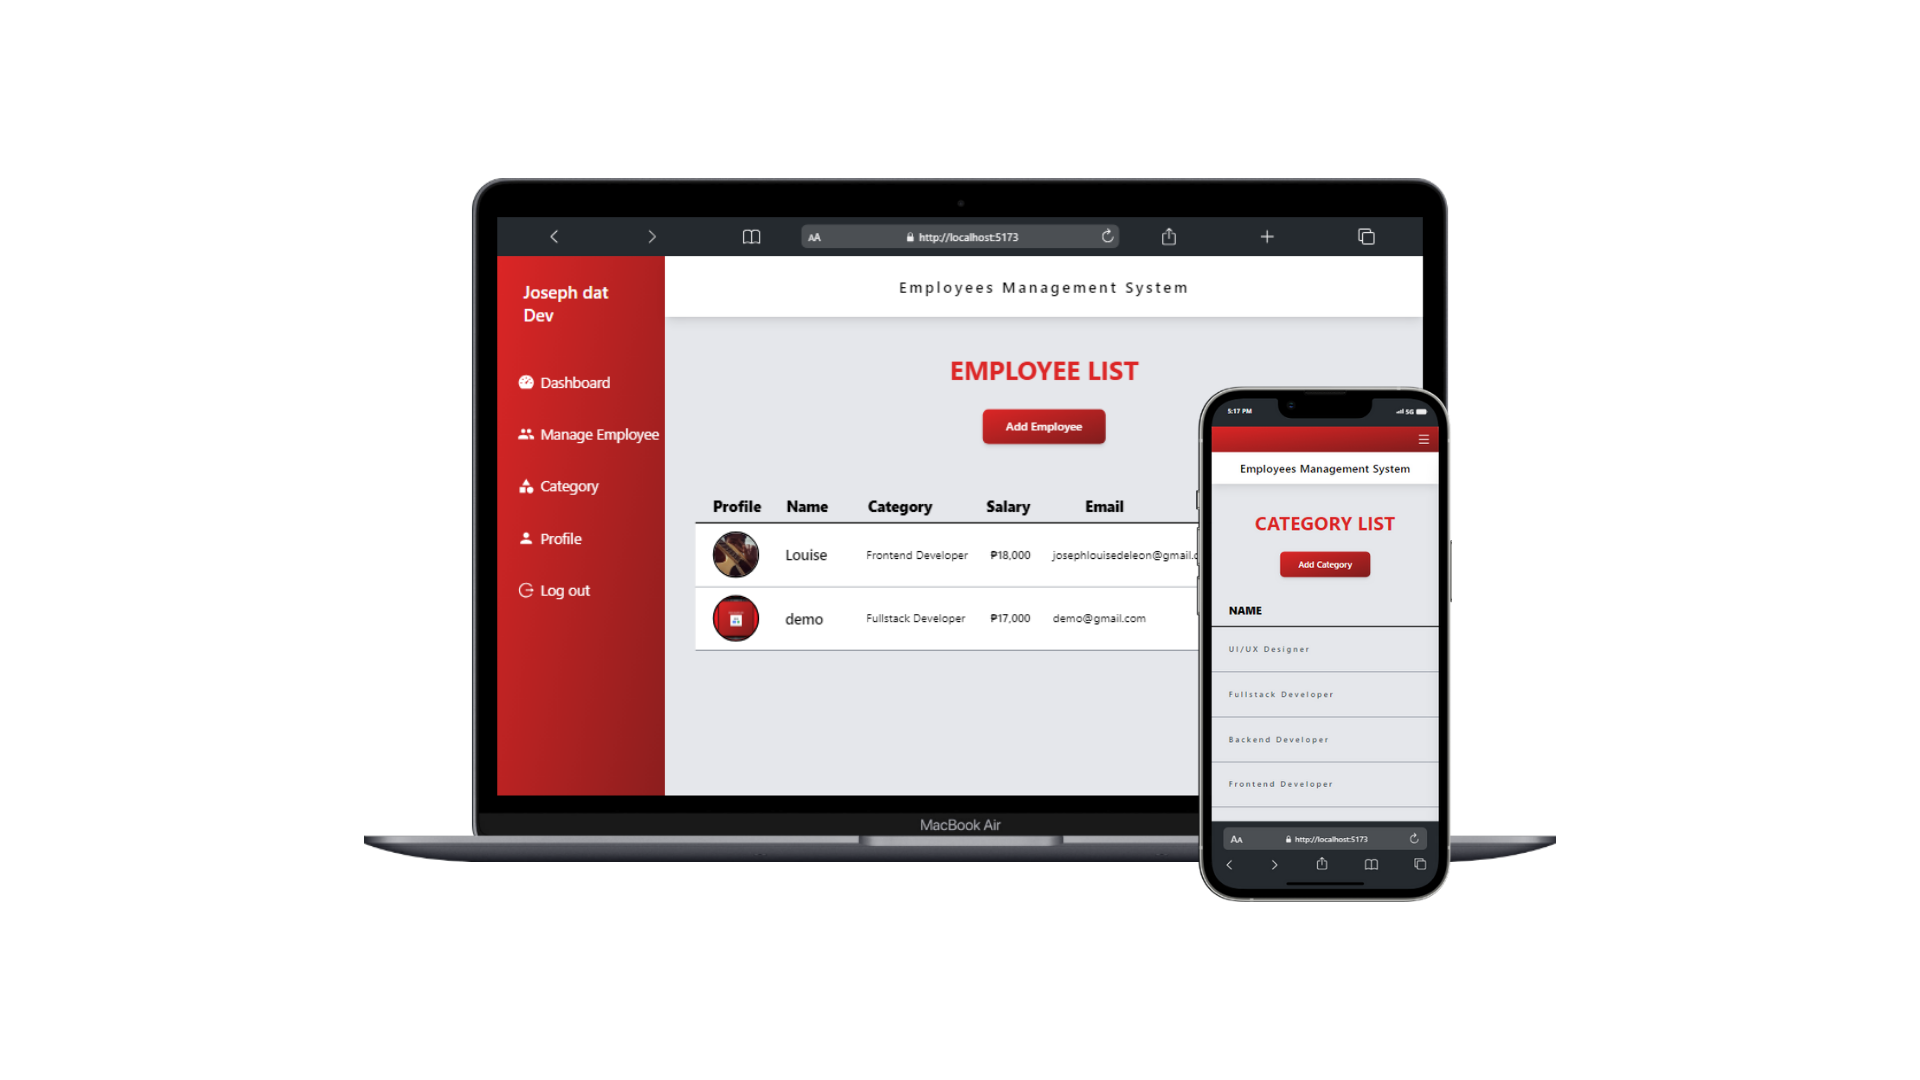 AA http://localhost:5173
Joseph dat
Dev
Dashboard
Manage Employee
Category
Profile
Log out
Employees Management System
EMPLOYEE LIST
Add Employee
Profile Name Category Salary Email
Louise Frontend Developer ₱18,000 josephlouisedeleon@gmail.c
demo Fullstack Developer ₱17,000 demo@gmail.com
MacBook Air
5:17 PM 5G
Employees Management System
CATEGORY LIST
Add Category
NAME
UI/UX Designer
Fullstack Developer
Backend Developer
Frontend Developer
AA http://localhost:5173